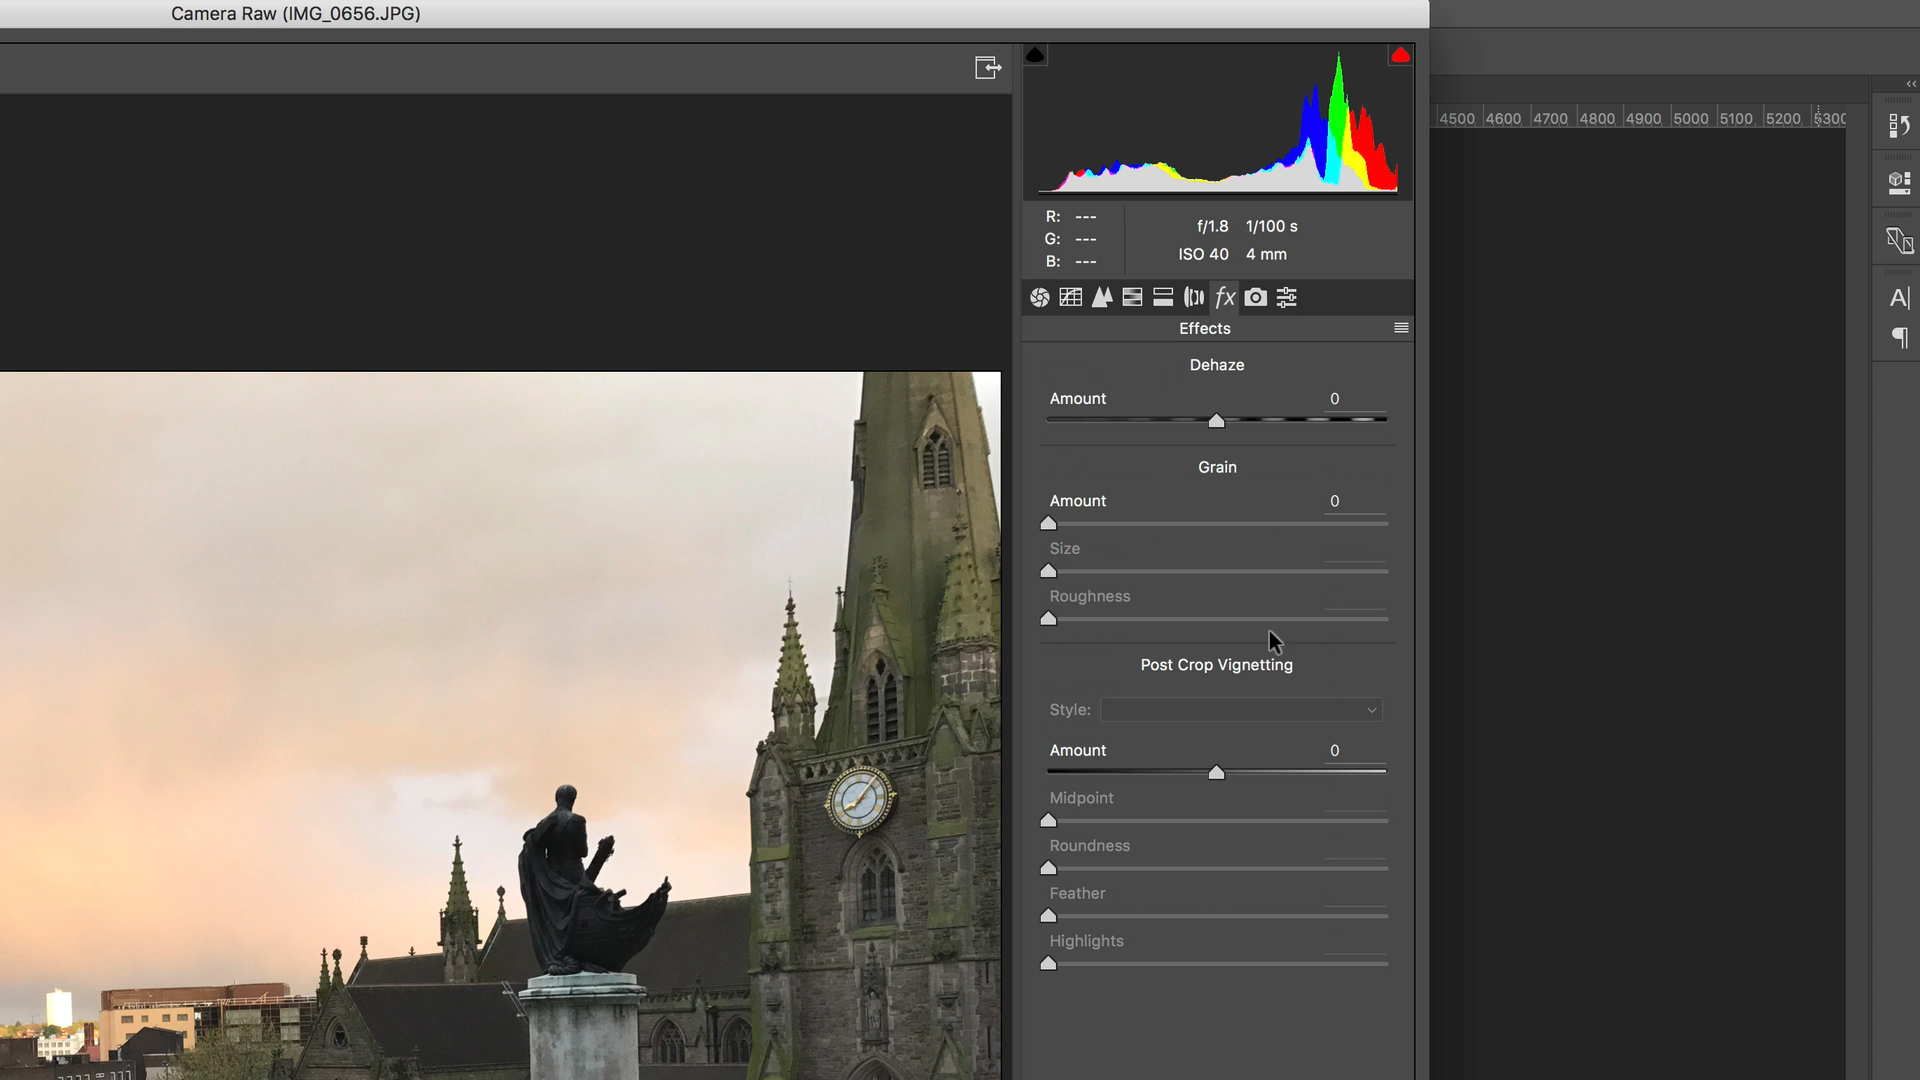 Camera Raw (IMG_0656.JPG)
4500 4600 4700 4800 4900 5000 5100 5200 5300
R: ---
G: ---
B: ---
f/1.8 1/100 s
ISO 40 4 mm
fx
A
Effects
Dehaze
Amount 0
Grain
Amount 0
Size
Roughness
Post Crop Vignetting
Style:
Amount 0
Midpoint
Roundness
Feather
Highlights